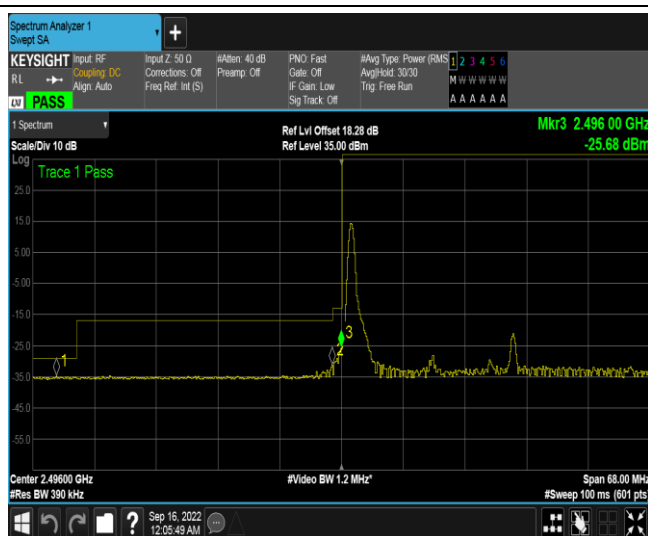 Spectrum Analyzer 1
Swept SA
+
KEYSIGHT
RL
LXI PASS
Input: RF
Coupling: DC
Align: Auto
Input Z: 50 Ω
Corrections: Off
Freq Ref: Int (S)
#Atten: 40 dB
Preamp: Off
PNO: Fast
Gate: Off
IF Gain: Low
Sig Track: Off
#Avg Type: Power (RMS
Avg|Hold: 30/30
Trig: Free Run
1 2 3 4 5 6
M W W W W W
A A A A A A
1 Spectrum
Scale/Div 10 dB
Ref Lvl Offset 18.28 dB
Ref Level 35.00 dBm
Mkr3 2.496 00 GHz
-25.68 dBm
Log
Trace 1 Pass
25.0
15.0
5.00
-5.00
-15.0
-25.0
-35.0
-45.0
-55.0
1
2
3
Center 2.49600 GHz
#Res BW 390 kHz
#Video BW 1.2 MHz*
Span 68.00 MHz
#Sweep 100 ms (601 pts)
?
Sep 16, 2022
12:05:49 AM